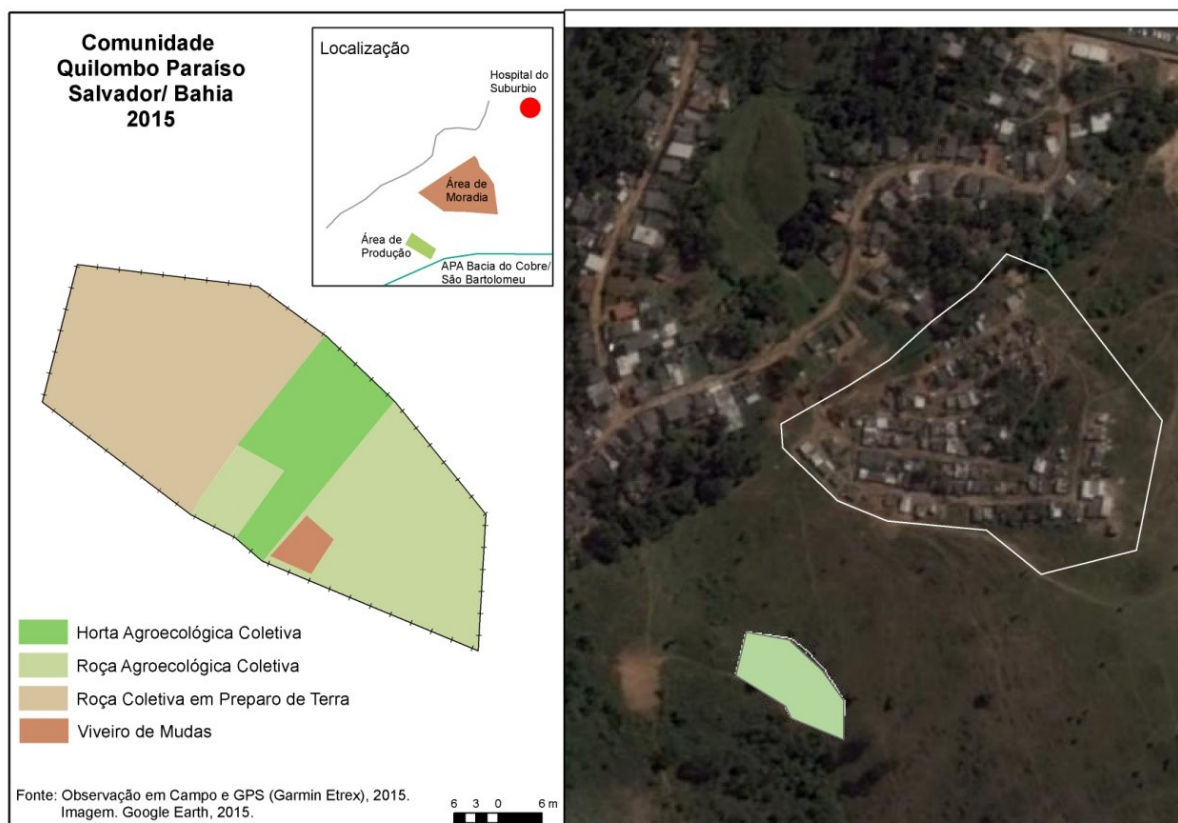 Comunidade
Quilombo Paraíso
Salvador/ Bahia
2015
Localização
Hospital do
Suburbio
Área de
Moradia
Área de
Produção
APA Bacia do Cobre/
São Bartolomeu
Horta Agroecológica Coletiva
Roça Agroecológica Coletiva
Roça Coletiva em Preparo de Terra
Viveiro de Mudas
Fonte: Observação em Campo e GPS (Garmin Etrex), 2015.
Imagem. Google Earth, 2015.
6 3 0 6 m